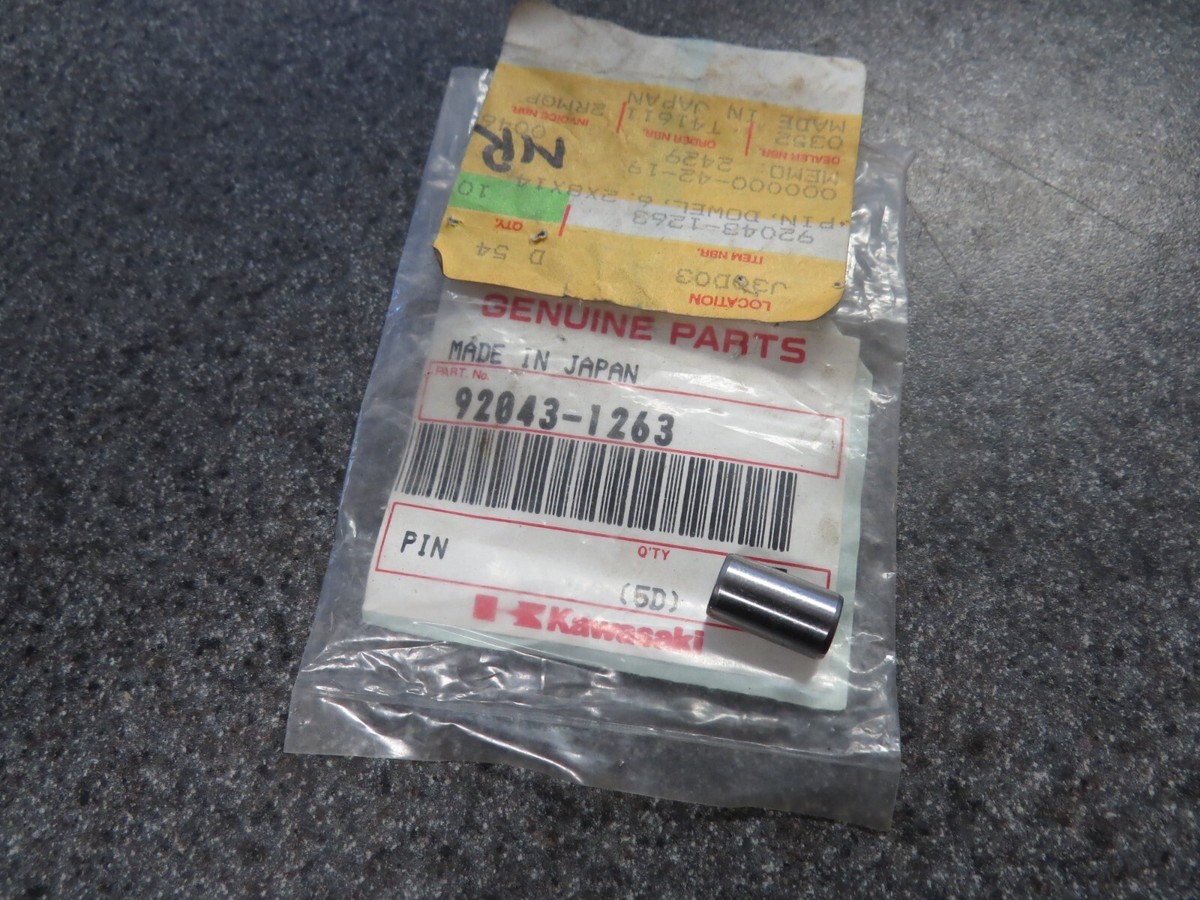 LOCATION
J30D03 D 54
ITEM NBR. QTY.
92043-1263 10
PIN, DOWEL, 6.2X8X14
000000-42-19
MEMO. 2429
NR
DEALER NBR. ORDER NBR. INVOICE NBR.
0352 T41611 2RMGP
MADE IN JAPAN
GENUINE PARTS
MADE IN JAPAN
PART. No.
92043-1263
PIN Q'TY
(5D)
Kawasaki